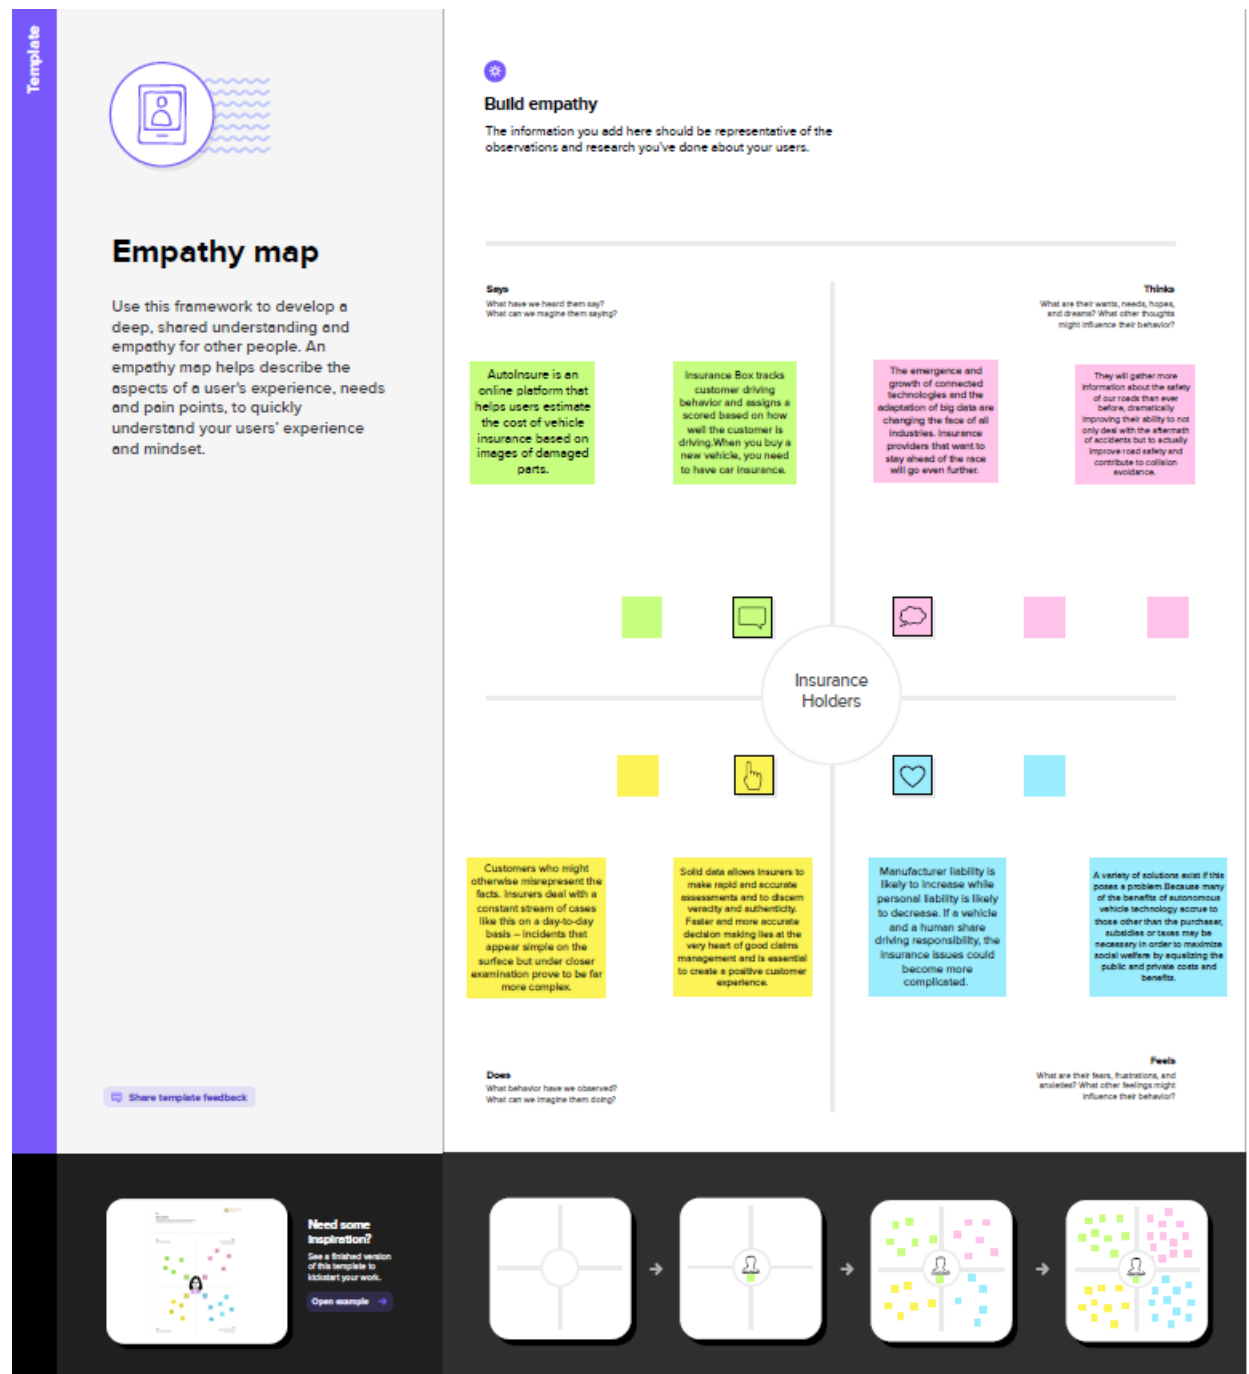 Template
Empathy map
Use this framework to develop a
deep, shared understanding and
empathy for other people. An
empathy map helps describe the
aspects of a user's experience, needs
and pain points, to quickly
understand your users' experience
and mindset.
Share template feedback
Build empathy
The information you add here should be representative of the
observations and research you've done about your users.
Says
What have we heard them say?
What can we magine them saying?
Thinks
What are their wants, needs, hopes,
and dreams? What other thoughts
might influence their behavior?
AutoInsure is an
online platform that
helps users estimate
the cost of vehicle
insurance based on
images of damaged
parts.
Insurance Box tracks
customer driving
behavior and assigns a
scored based on how
well the customer is
driving.When you buy a
new vehicle, you need
to have car insurance.
The emergence and
growth of connected
technologies and the
adaptation of big data are
changing the face of all
industries. Insurance
providers that want to
stay ahead of the race
will go even further.
They will gather more
information about the safety
of our roads than ever
before, dramatically
improving their ability to not
only deal with the aftermath
of accidents but to actually
improve road safety and
contribute to collision
avoidance.
Insurance
Holders
Customers who might
otherwise misrepresent the
facts. Insurers deal with a
constant stream of cases
like this on a day-to-day
basis – incidents that
appear simple on the
surface but under closer
examination prove to be far
more complex.
Solid data allows insurers to
make rapid and accurate
assessments and to discern
veracity and authenticity.
Faster and more accurate
decision making lies at the
very heart of good claims
management and is essential
to create a positive customer
experience.
Manufacturer liability is
likely to increase while
personal liability is likely
to decrease. If a vehicle
and a human share
driving responsibility, the
insurance issues could
become more
complicated.
A variety of solutions exist if this
poses a problem.Because many
of the benefits of autonomous
vehicle technology accrue to
those other than the purchaser,
subsidies or taxes may be
necessary in order to maximize
social welfare by equalizing the
public and private costs and
benefits.
Does
What behavior have we observed?
What can we imagine them doing?
Feels
What are their fears, frustrations, and
anxieties? What other feelings might
influence their behavior?
Need some
inspiration?
See a finished version
of this template to
kickstart your work.
Open example